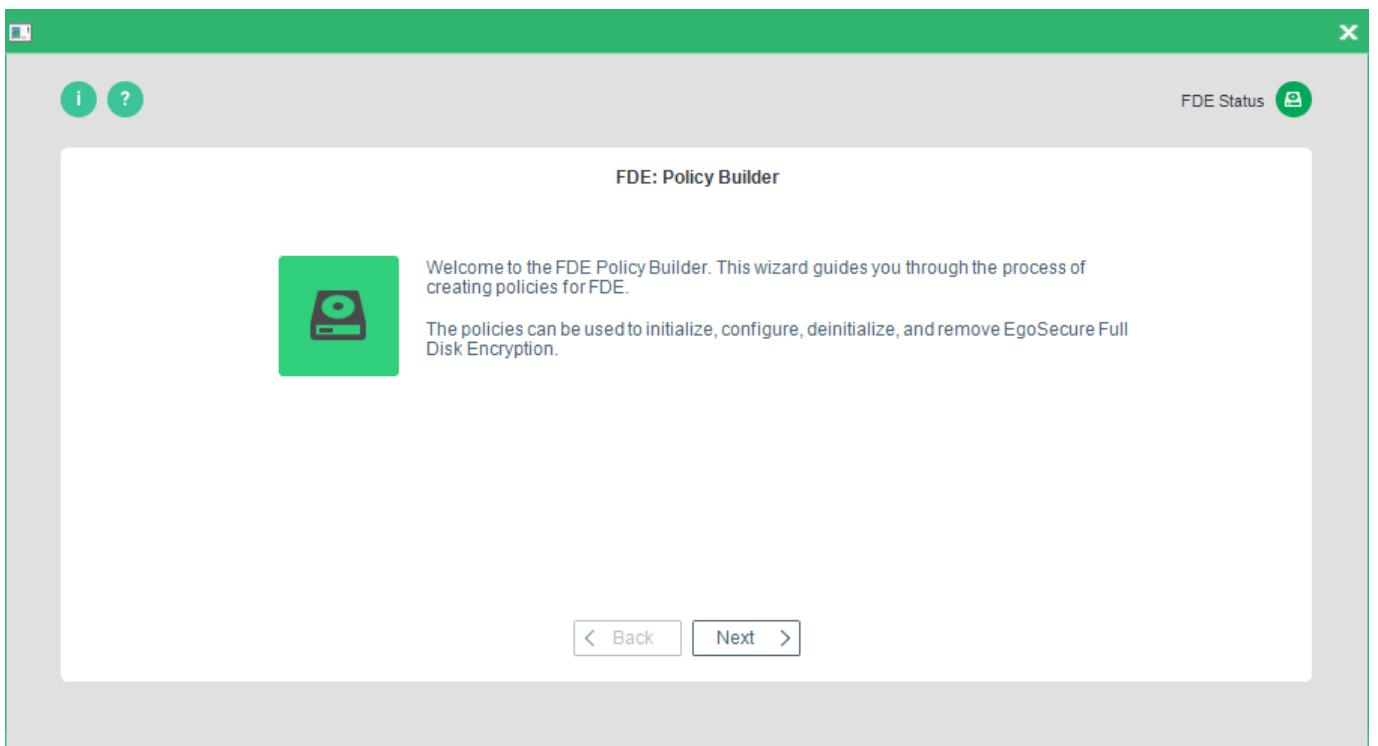 i ?
FDE Status
FDE: Policy Builder
Welcome to the FDE Policy Builder. This wizard guides you through the process of
creating policies for FDE.
The policies can be used to initialize, configure, deinitialize, and remove EgoSecure Full
Disk Encryption.
Back Next